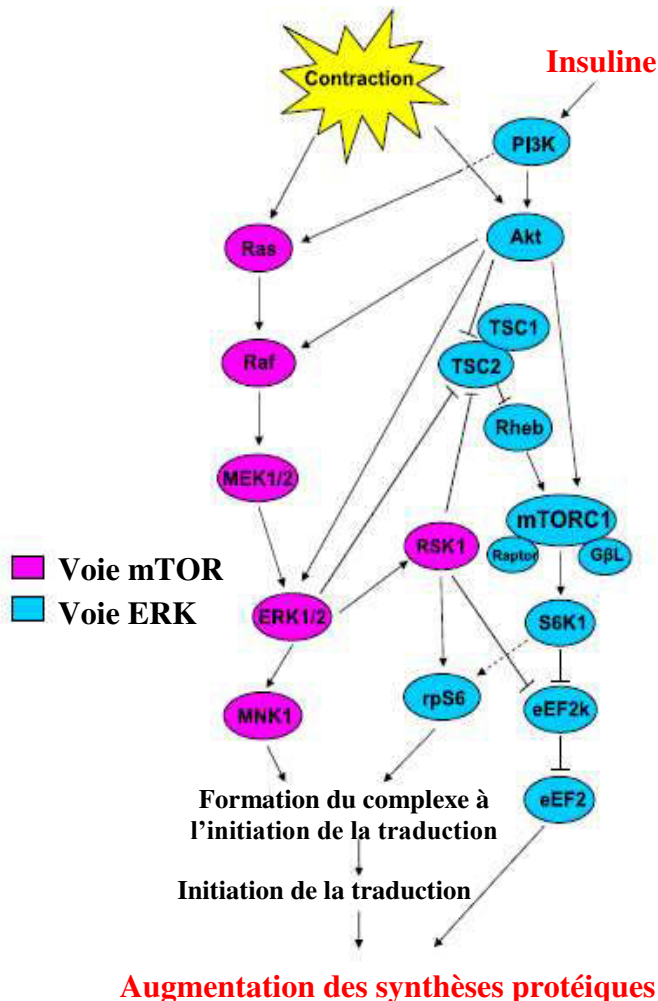 Contraction
Insuline
PI3K
Ras
Akt
TSC1
Raf
TSC2
Rheb
MEK1/2
mTORC1
RSK1
Raptor
GβL
Voie mTOR
Voie ERK
ERK1/2
S6K1
rpS6
eEF2k
MNK1
eEF2
Formation du complexe à
l'initiation de la traduction
Initiation de la traduction
Augmentation des synthèses protéiques